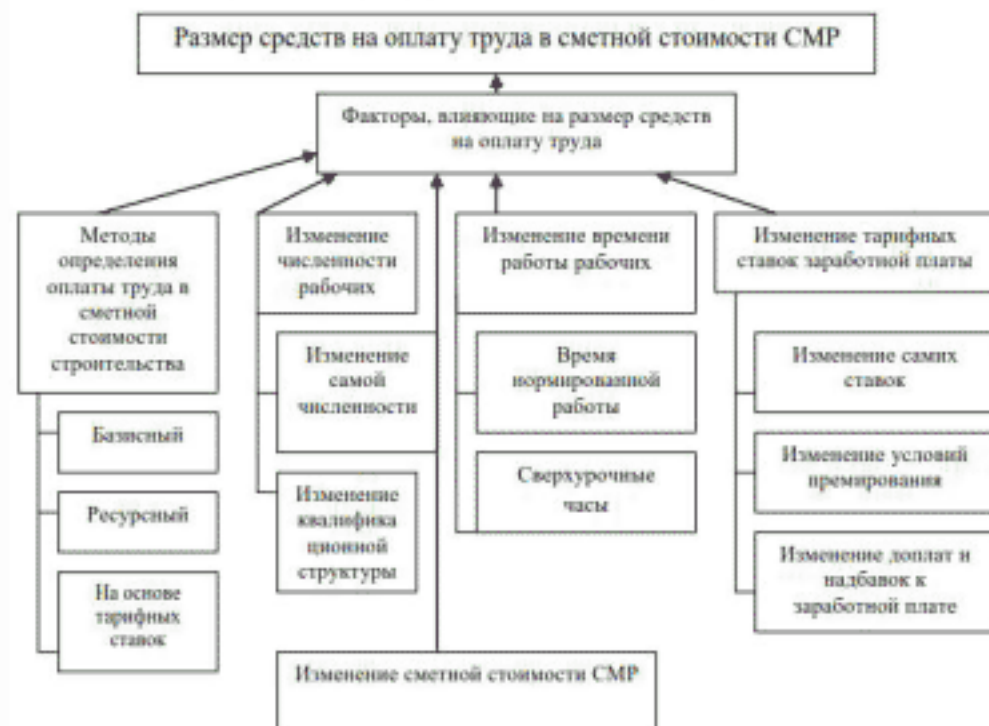 Размер средств на оплату труда в сметной стоимости СМР
Факторы, влияющие на размер средств
на оплату труда
Методы
определения
оплаты труда в
сметной
стоимости
строительства
Базисный
Ресурсный
На основе
тарифных
ставок
Изменение
численности
рабочих
Изменение
самой
численности
Изменение
квалифика
ционной
структуры
Изменение времени
работы рабочих
Время
нормированной
работы
Сверхурочные
часы
Изменение тарифных
ставок заработной платы
Изменение самих
ставок
Изменение условий
премирования
Изменение доплат и
надбавок к
заработной плате
Изменение сметной стоимости СМР